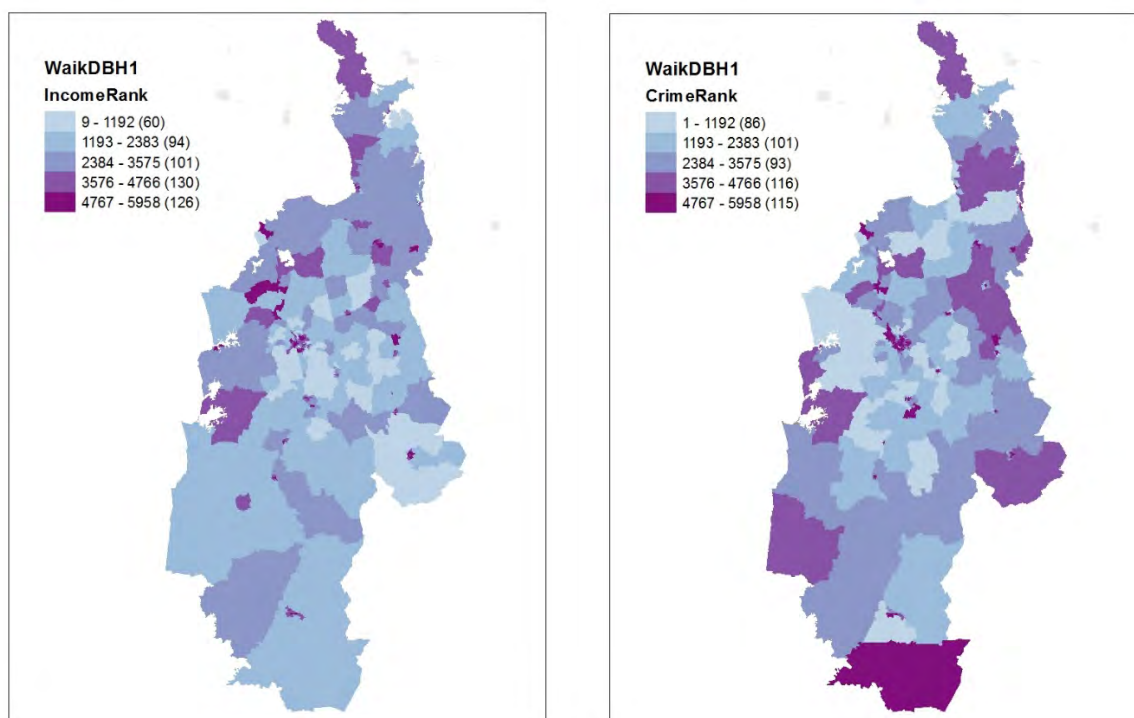 WaikDBH1
IncomeRank
9 - 1192 (60)
1193 - 2383 (94)
2384 - 3575 (101)
3576 - 4766 (130)
4767 - 5958 (126)
WaikDBH1
CrimeRank
1 - 1192 (86)
1193 - 2383 (101)
2384 - 3575 (93)
3576 - 4766 (116)
4767 - 5958 (115)